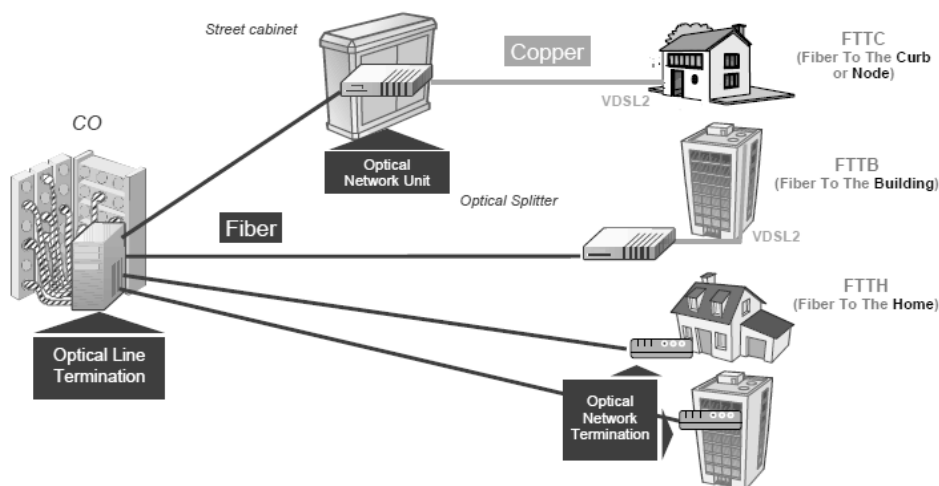 Street cabinet
Copper
FTTC
(Fiber To The Curb
or Node)
VDSL2
CO
Optical
Network Unit
FTTB
(Fiber To The Building)
Optical Splitter
Fiber
VDSL2
FTTH
(Fiber To The Home)
Optical Line
Termination
Optical
Network
Termination